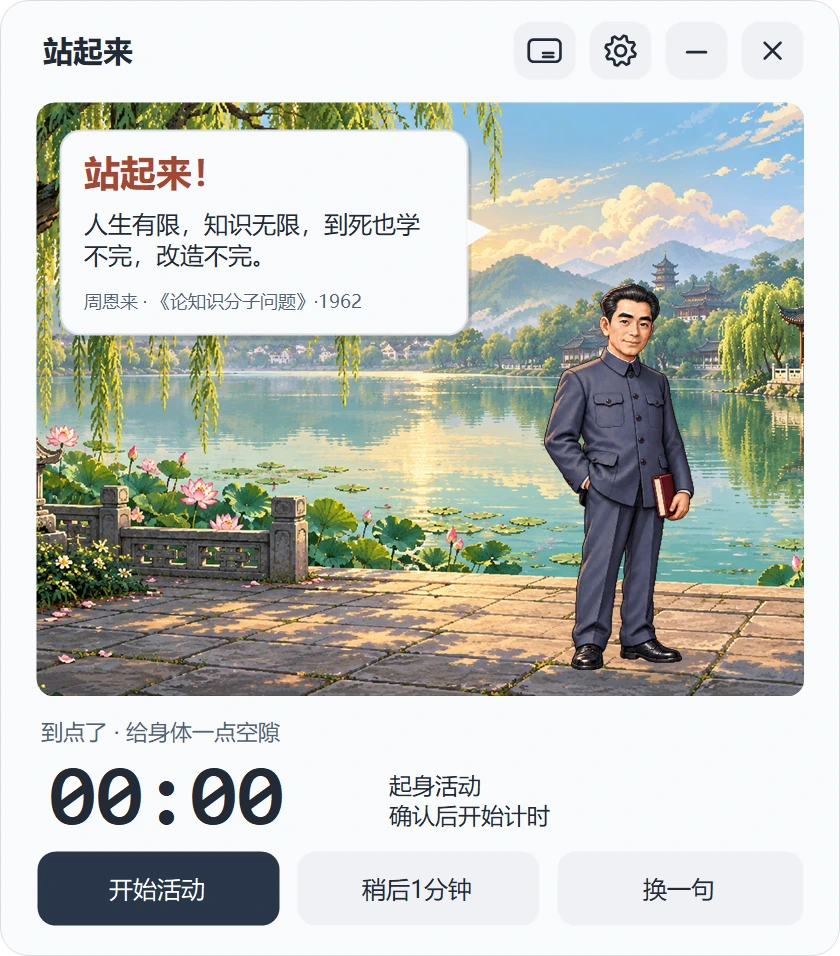 站起来
站起来！
人生有限，知识无限，到死也学
不完，改造不完。
周恩来 · 《论知识分子问题》·1962
到点了 · 给身体一点空隙
00:00
起身活动
确认后开始计时
开始活动
稍后1分钟
换一句